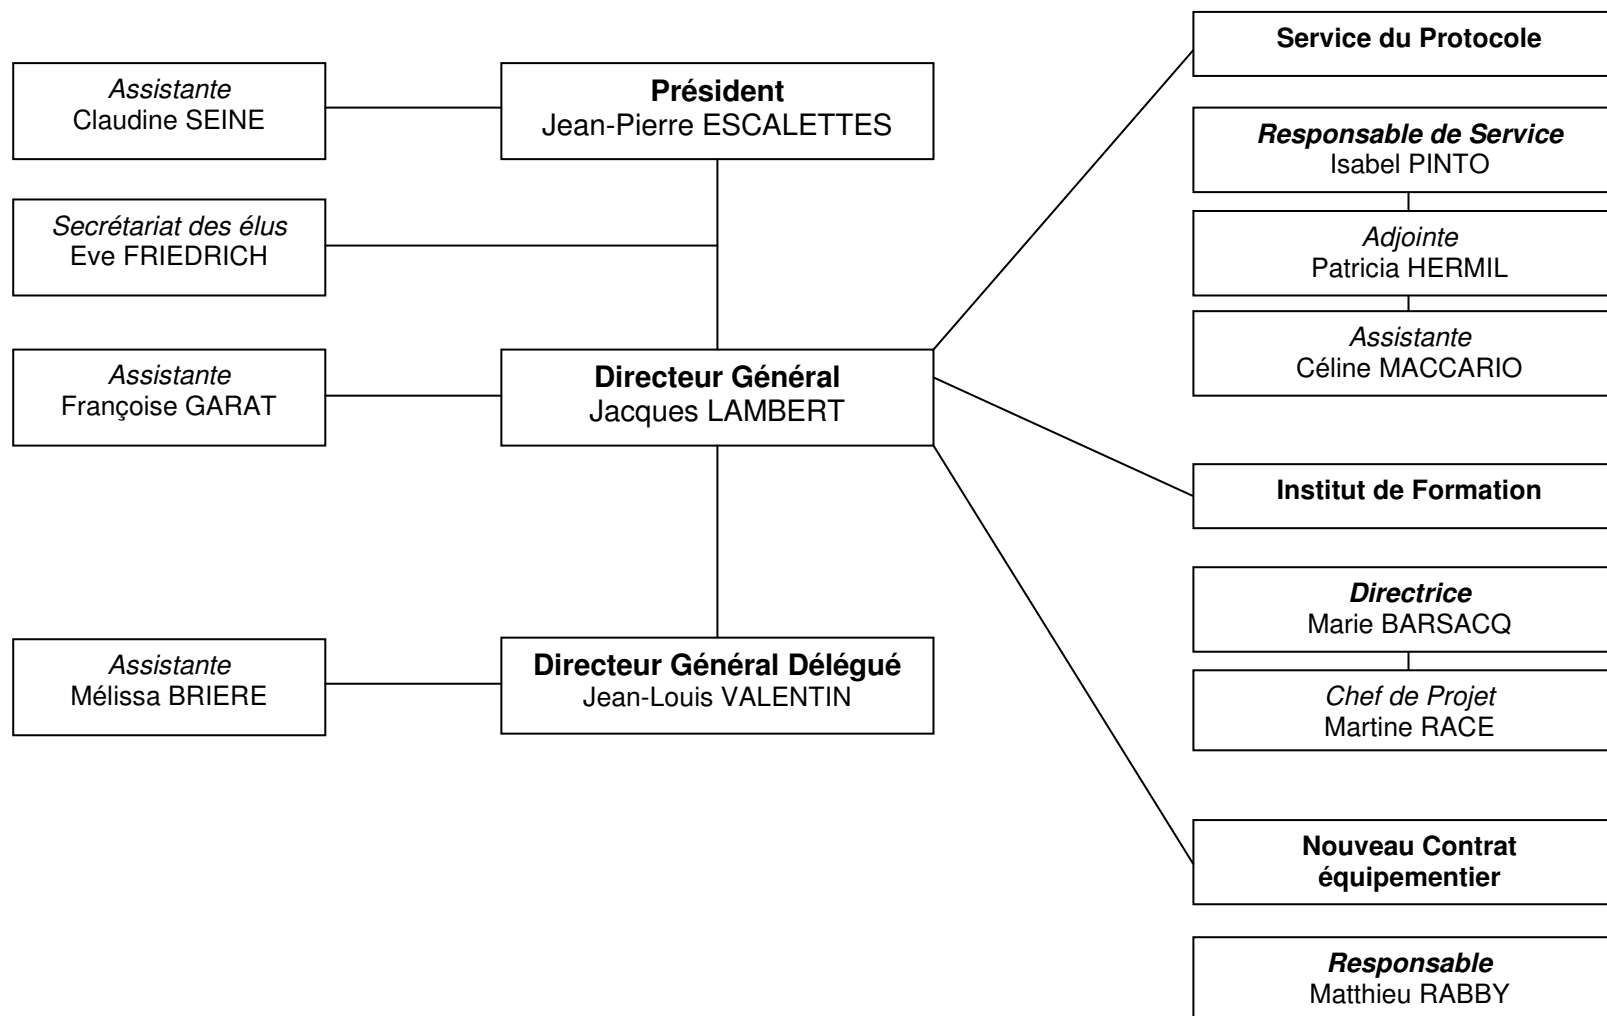 Assistante
Claudine SEINE
Président
Jean-Pierre ESCALETTES
Secrétariat des élus
Eve FRIEDRICH
Assistante
Françoise GARAT
Directeur Général
Jacques LAMBERT
Assistante
Mélissa BRIERE
Directeur Général Délégué
Jean-Louis VALENTIN
Service du Protocole
Responsable de Service
Isabel PINTO
Adjointe
Patricia HERMIL
Assistante
Céline MACCARIO
Institut de Formation
Directrice
Marie BARSACQ
Chef de Projet
Martine RACE
Nouveau Contrat
équipementier
Responsable
Matthieu RABBY